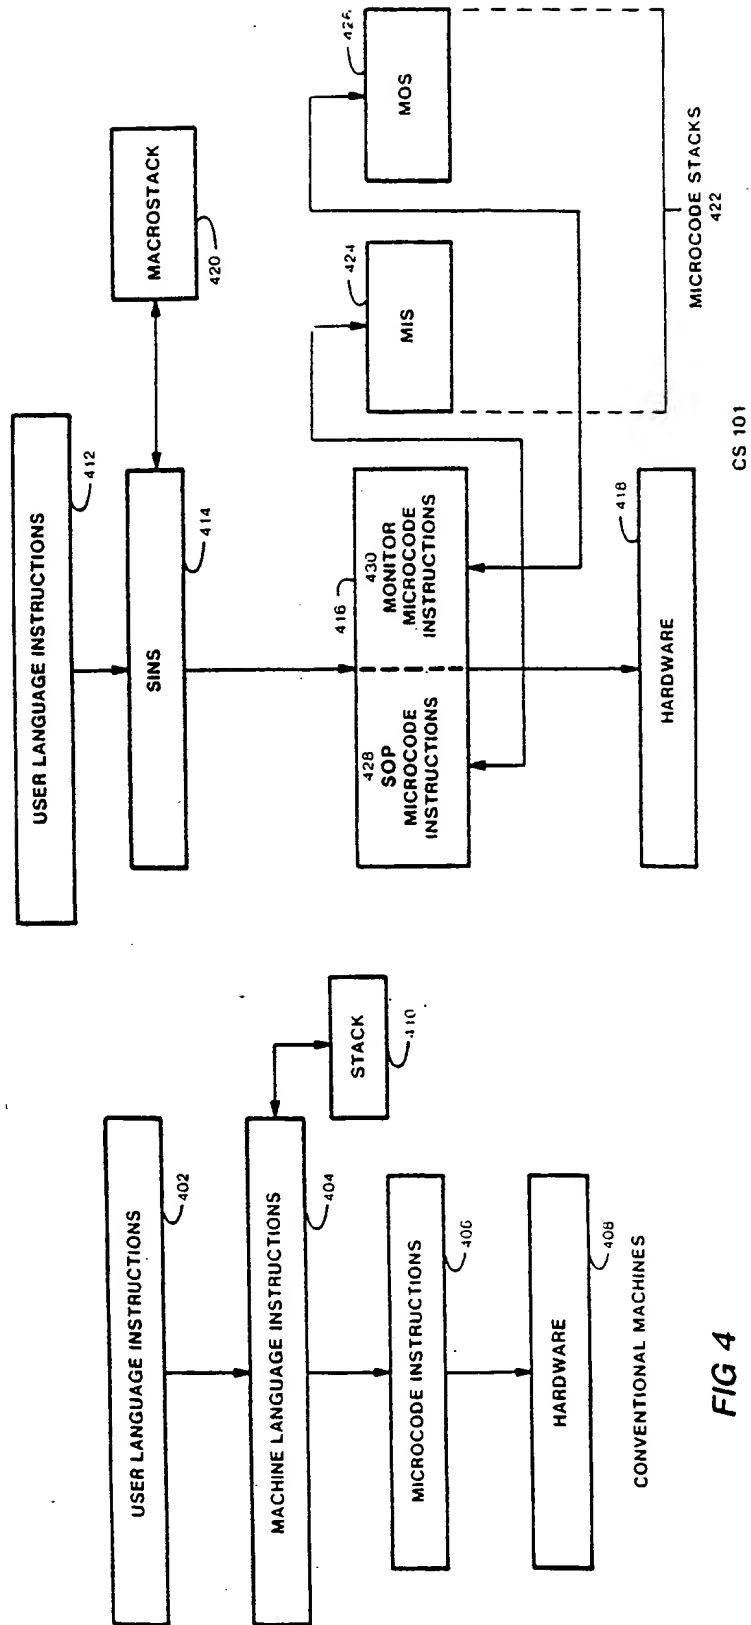 USER LANGUAGE INSTRUCTIONS
402
MACHINE LANGUAGE INSTRUCTIONS
404
STACK
410
MICROCODE INSTRUCTIONS
406
HARDWARE
408
CONVENTIONAL MACHINES
USER LANGUAGE INSTRUCTIONS
412
SINS
414
MACROSTACK
420
416
428
SOP
MICROCODE
INSTRUCTIONS
430
MONITOR
MICROCODE
INSTRUCTIONS
MIS
424
MOS
426
MICROCODE STACKS
422
HARDWARE
418
CS 101
FIG 4